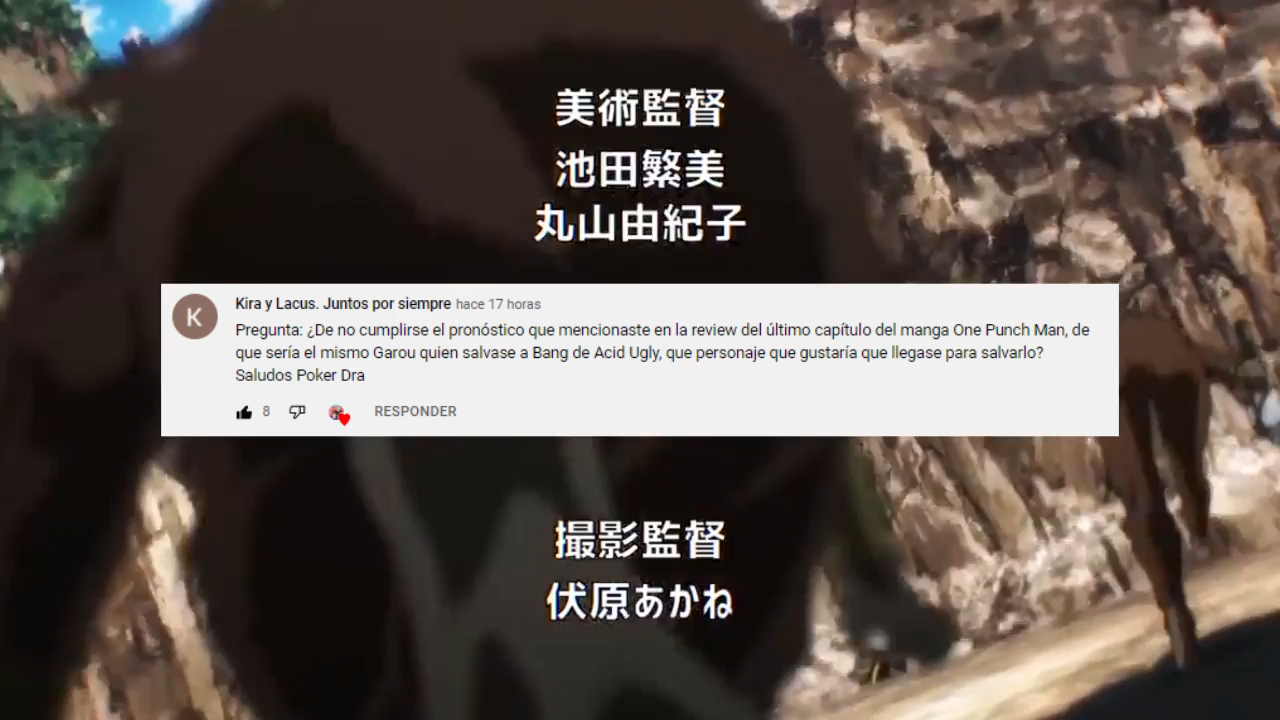 美術監督
池田繁美
丸山由紀子
K
Kira y Lacus. Juntos por siempre hace 17 horas
Pregunta: ¿De no cumplirse el pronóstico que mencionaste en la review del último capítulo del manga One Punch Man, de
que sería el mismo Garou quien salvase a Bang de Acid Ugly, que personaje que gustaría que llegase para salvarlo?
Saludos Poker Dra
8 RESPONDER
撮影監督
伏原あかね